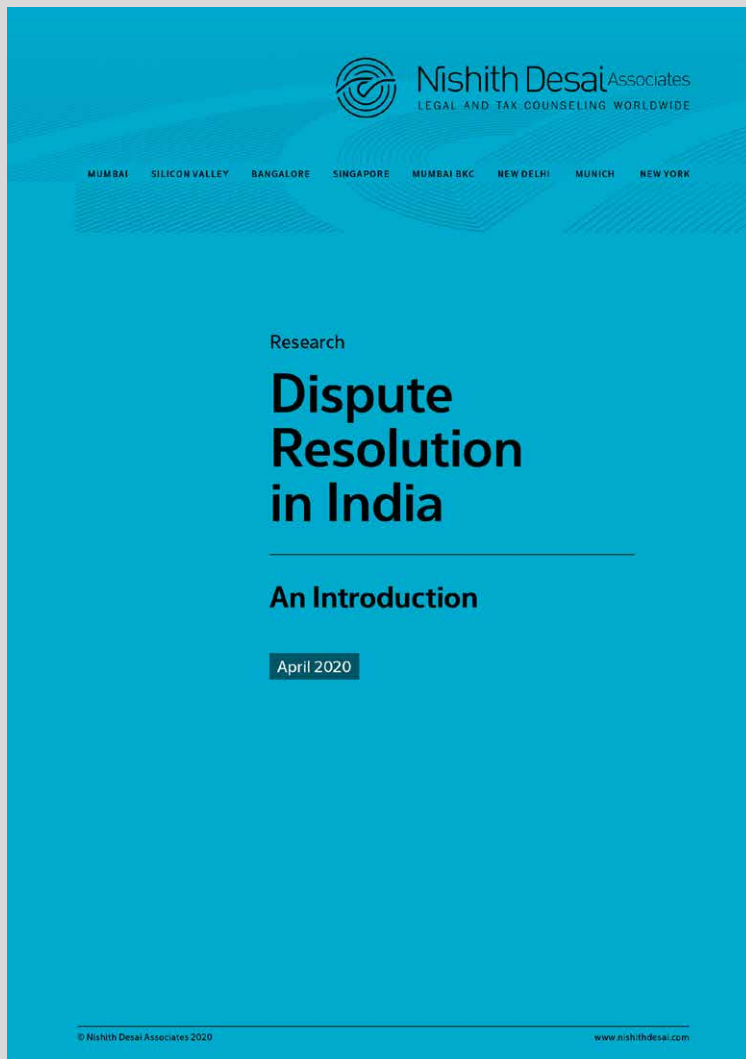 Nishith Desai Associates
LEGAL AND TAX COUNSELING WORLDWIDE
MUMBAI SILICON VALLEY BANGALORE SINGAPORE MUMBAI BKC NEW DELHI MUNICH NEW YORK
Research
Dispute
Resolution
in India
An Introduction
April 2020
© Nishith Desai Associates 2020 www.nishithdesai.com